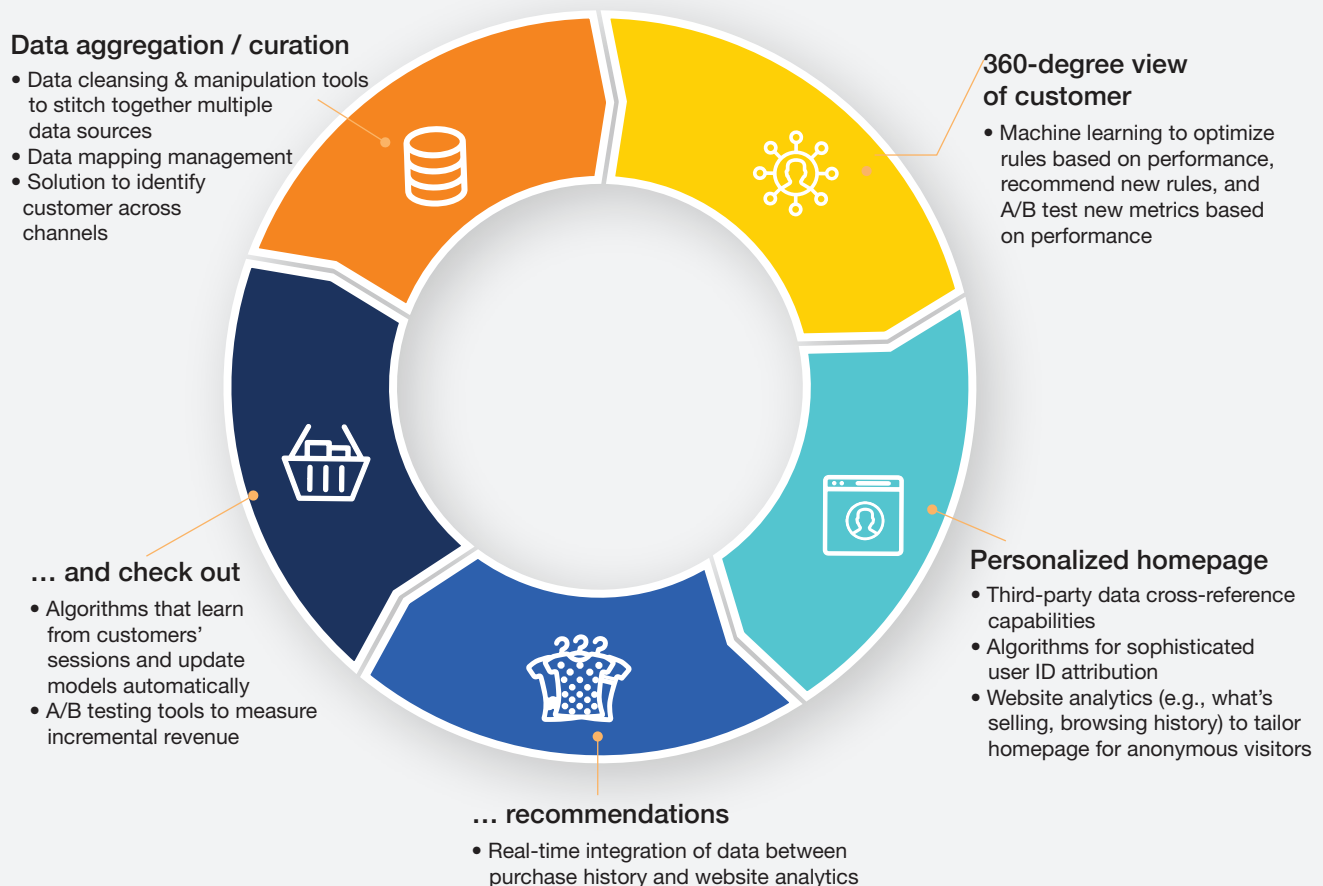 Data aggregation / curation
• Data cleansing & manipulation tools
to stitch together multiple
data sources
• Data mapping management
• Solution to identify
customer across
channels
360-degree view
of customer
• Machine learning to optimize
rules based on performance,
recommend new rules, and
A/B test new metrics based
on performance
Personalized homepage
• Third-party data cross-reference
capabilities
• Algorithms for sophisticated
user ID attribution
• Website analytics (e.g., what’s
selling, browsing history) to tailor
homepage for anonymous visitors
… recommendations
• Real-time integration of data between
purchase history and website analytics
… and check out
• Algorithms that learn
from customers’
sessions and update
models automatically
• A/B testing tools to measure
incremental revenue